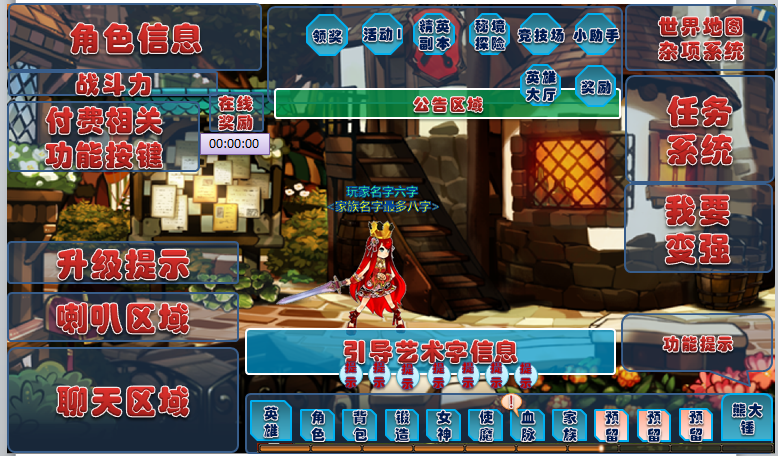 角色信息
战斗力
付费相关
功能按键
在线
奖励
00:00:00
领奖
活动1
精英
副本
秘境
探险
竞技场
小助手
英雄
大厅
奖励
公告区域
世界地图
杂项系统
任务
系统
我要
变强
玩家名字六字
<家族名字最多八字>
升级提示
喇叭区域
聊天区域
引导艺术字信息
提示
提示
提示
提示
提示
提示
提示
功能提示
!
英雄
角色
背包
锻造
女神
使魔
血脉
家族
预留
预留
预留
熊大
锤